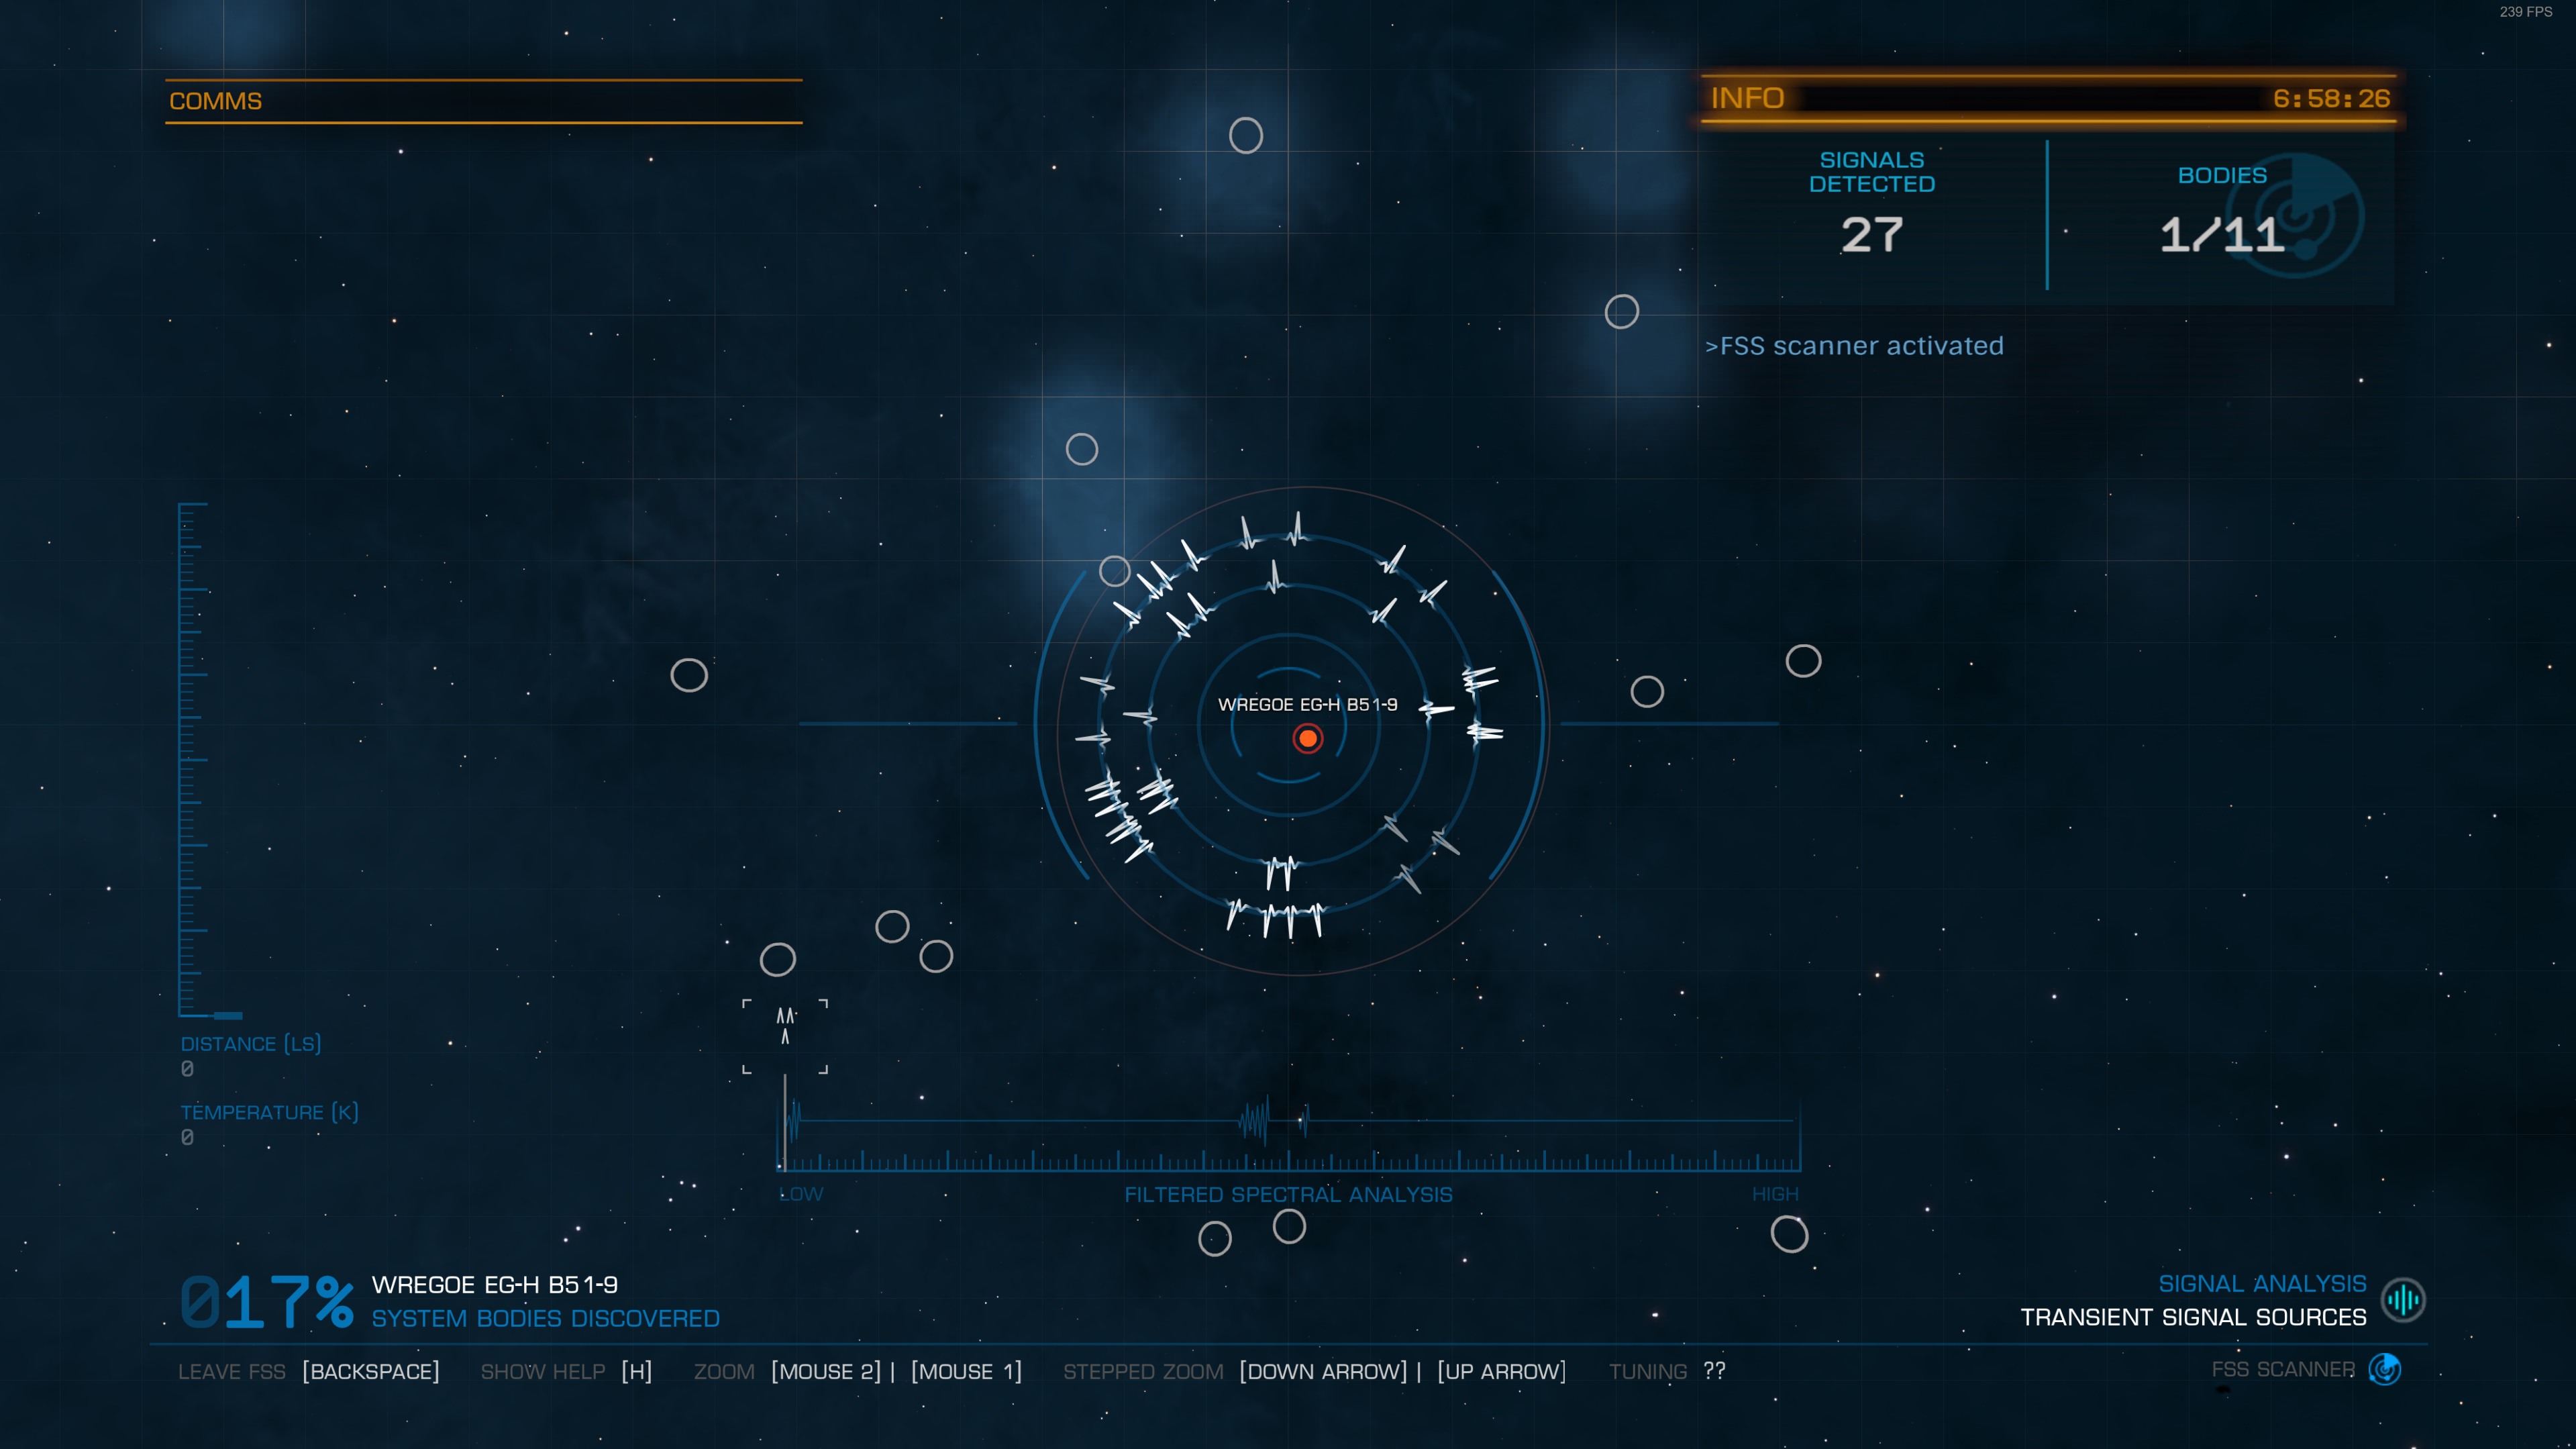 239 FPS
COMMS
INFO 6:58:26
SIGNALS
DETECTED
27
BODIES
1/11
>FSS scanner activated
WREGOE EG-H B51-9
DISTANCE (LS)
0
TEMPERATURE (K)
0
LOW FILTERED SPECTRAL ANALYSIS HIGH
017% WREGOE EG-H B51-9
SYSTEM BODIES DISCOVERED
SIGNAL ANALYSIS
TRANSIENT SIGNAL SOURCES
LEAVE FSS [BACKSPACE] SHOW HELP [H] ZOOM [MOUSE 2] | [MOUSE 1] STEPPED ZOOM [DOWN ARROW] | [UP ARROW] TUNING ??
FSS SCANNER